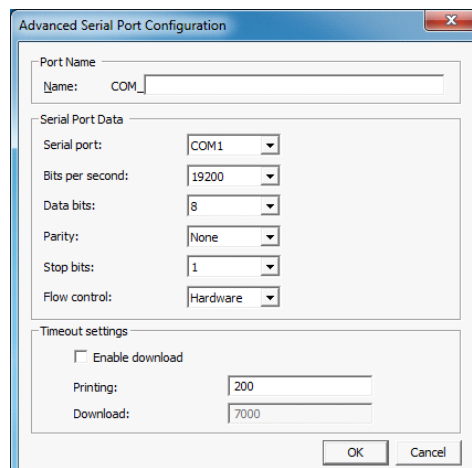 Advanced Serial Port Configuration
Port Name
Name: COM_
Serial Port Data
Serial port: COM1
Bits per second: 19200
Data bits: 8
Parity: None
Stop bits: 1
Flow control: Hardware
Timeout settings
Enable download
Printing: 200
Download: 7000
OK Cancel